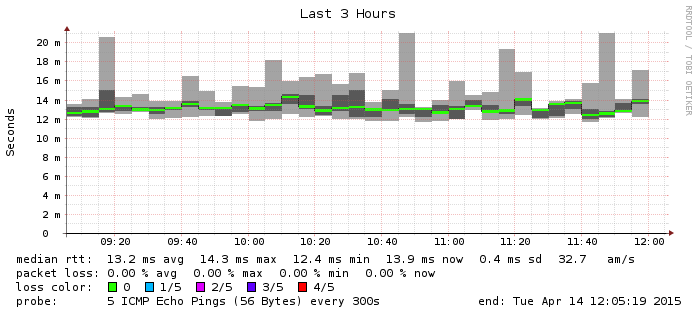 Last 3 Hours
RRDTOOL / TOBI OETIKER
Seconds
20 m
18 m
16 m
14 m
12 m
10 m
8 m
6 m
4 m
2 m
0
09:20 09:40 10:00 10:20 10:40 11:00 11:20 11:40 12:00
median rtt: 13.2 ms avg 14.3 ms max 12.4 ms min 13.9 ms now 0.4 ms sd 32.7 am/s
packet loss: 0.00 % avg 0.00 % max 0.00 % min 0.00 % now
loss color: 0 1/5 2/5 3/5 4/5
probe: 5 ICMP Echo Pings (56 Bytes) every 300s end: Tue Apr 14 12:05:19 2015